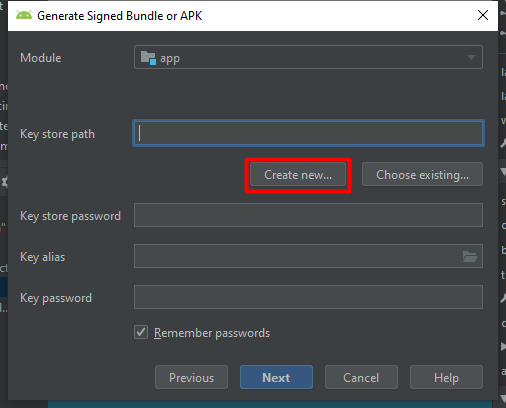 Generate Signed Bundle or APK
Module
app
Key store path
Create new...
Choose existing...
Key store password
Key alias
Key password
Remember passwords
Previous
Next
Cancel
Help